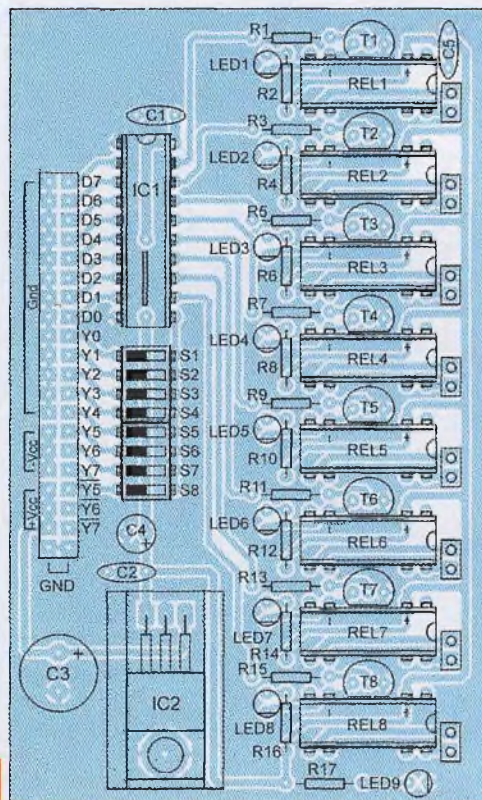 R1
T1
C5
LED1
REL1
R2
C1
R3
T2
LED2
IC1
REL2
R4
D7
D6
D5
D4
D3
D2
D1
D0
Y0
Y1
Y2
Y3
Y4
Y5
Y6
Y7
Y5
Y6
Y7
Gnd
-Vcc
+Vcc
GND
R5
T3
LED3
REL3
R6
R7
T4
LED4
REL4
R8
S1
S2
S3
S4
S5
S6
S7
S8
R9
T5
LED5
REL5
R10
R11
T6
LED6
REL6
R12
C4
+
C2
R13
T7
LED7
REL7
R14
C3
+
IC2
R15
T8
LED8
REL8
R16
R17
LED9